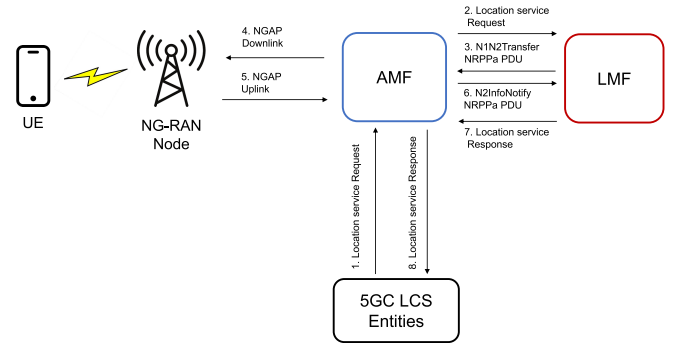 UE
NG-RAN
Node
4. NGAP
Downlink
5. NGAP
Uplink
AMF
2. Location service
Request
3. N1N2Transfer
NRPPa PDU
6. N2InfoNotify
NRPPa PDU
7. Location service
Response
LMF
1. Location service Request
8. Location service Response
5GC LCS
Entities